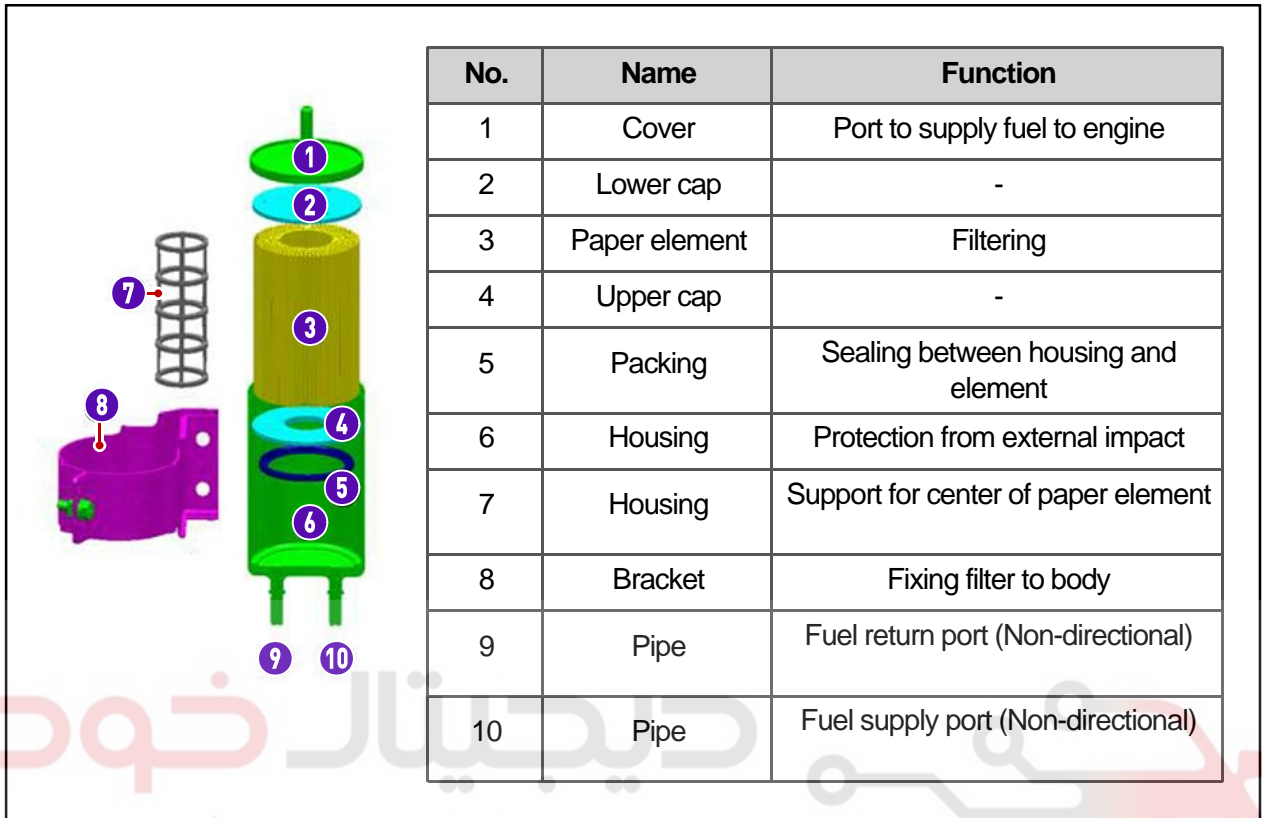 No. Name Function
1 Cover Port to supply fuel to engine
2 Lower cap -
3 Paper element Filtering
4 Upper cap -
5 Packing Sealing between housing and
element
6 Housing Protection from external impact
7 Housing Support for center of paper element
8 Bracket Fixing filter to body
9 Pipe Fuel return port (Non-directional)
10 Pipe Fuel supply port (Non-directional)
1
2
7
3
8
4
5
6
9 10
دیجیتال خود